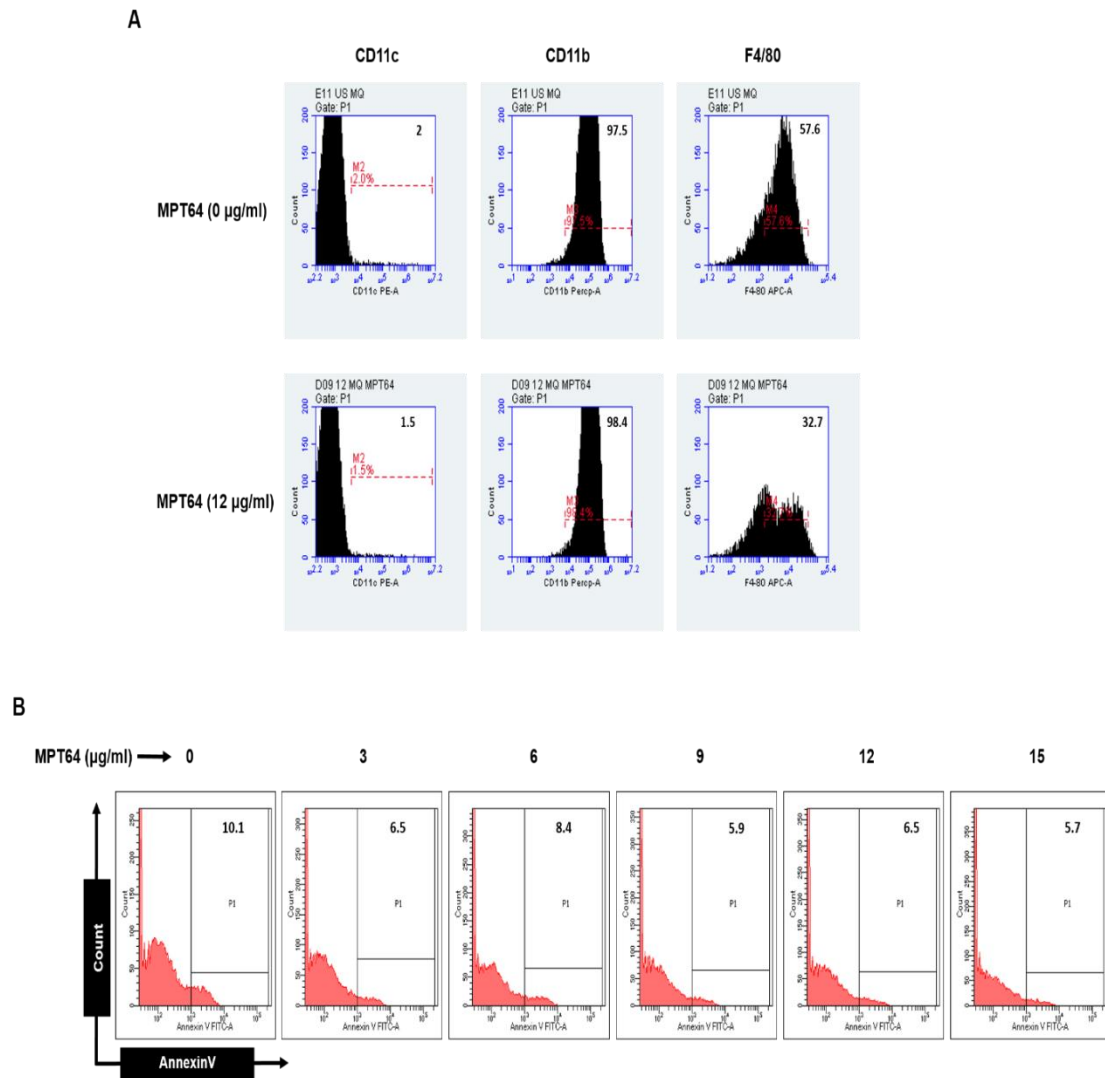 A
CD11c
CD11b
F4/80
MPT64 (0 µg/ml)
E11 US MQ
Gate: P1
2
M2
2.0%
Count
CD11c PE-A
E11 US MQ
Gate: P1
97.5
Count
CD11b Percp-A
E11 US MQ
Gate: P1
57.6
M4
57.6%
Count
F4-80 APC-A
MPT64 (12 µg/ml)
D09 12 MQ MPT64
Gate: P1
1.5
M2
1.5%
Count
CD11c PE-A
D09 12 MQ MPT64
Gate: P1
98.4
Count
CD11b Percp-A
D09 12 MQ MPT64
Gate: P1
32.7
M4
Count
F4-80 APC-A
B
MPT64 (µg/ml) 0 3 6 9 12 15
Count
10.1
P1
Count
Annexin V FITC-A
6.5
P1
Count
Annexin V FITC-A
8.4
P1
Count
Annexin V FITC-A
5.9
P1
Count
Annexin V FITC-A
6.5
P1
Count
Annexin V FITC-A
5.7
P1
Count
Annexin V FITC-A
AnnexinV